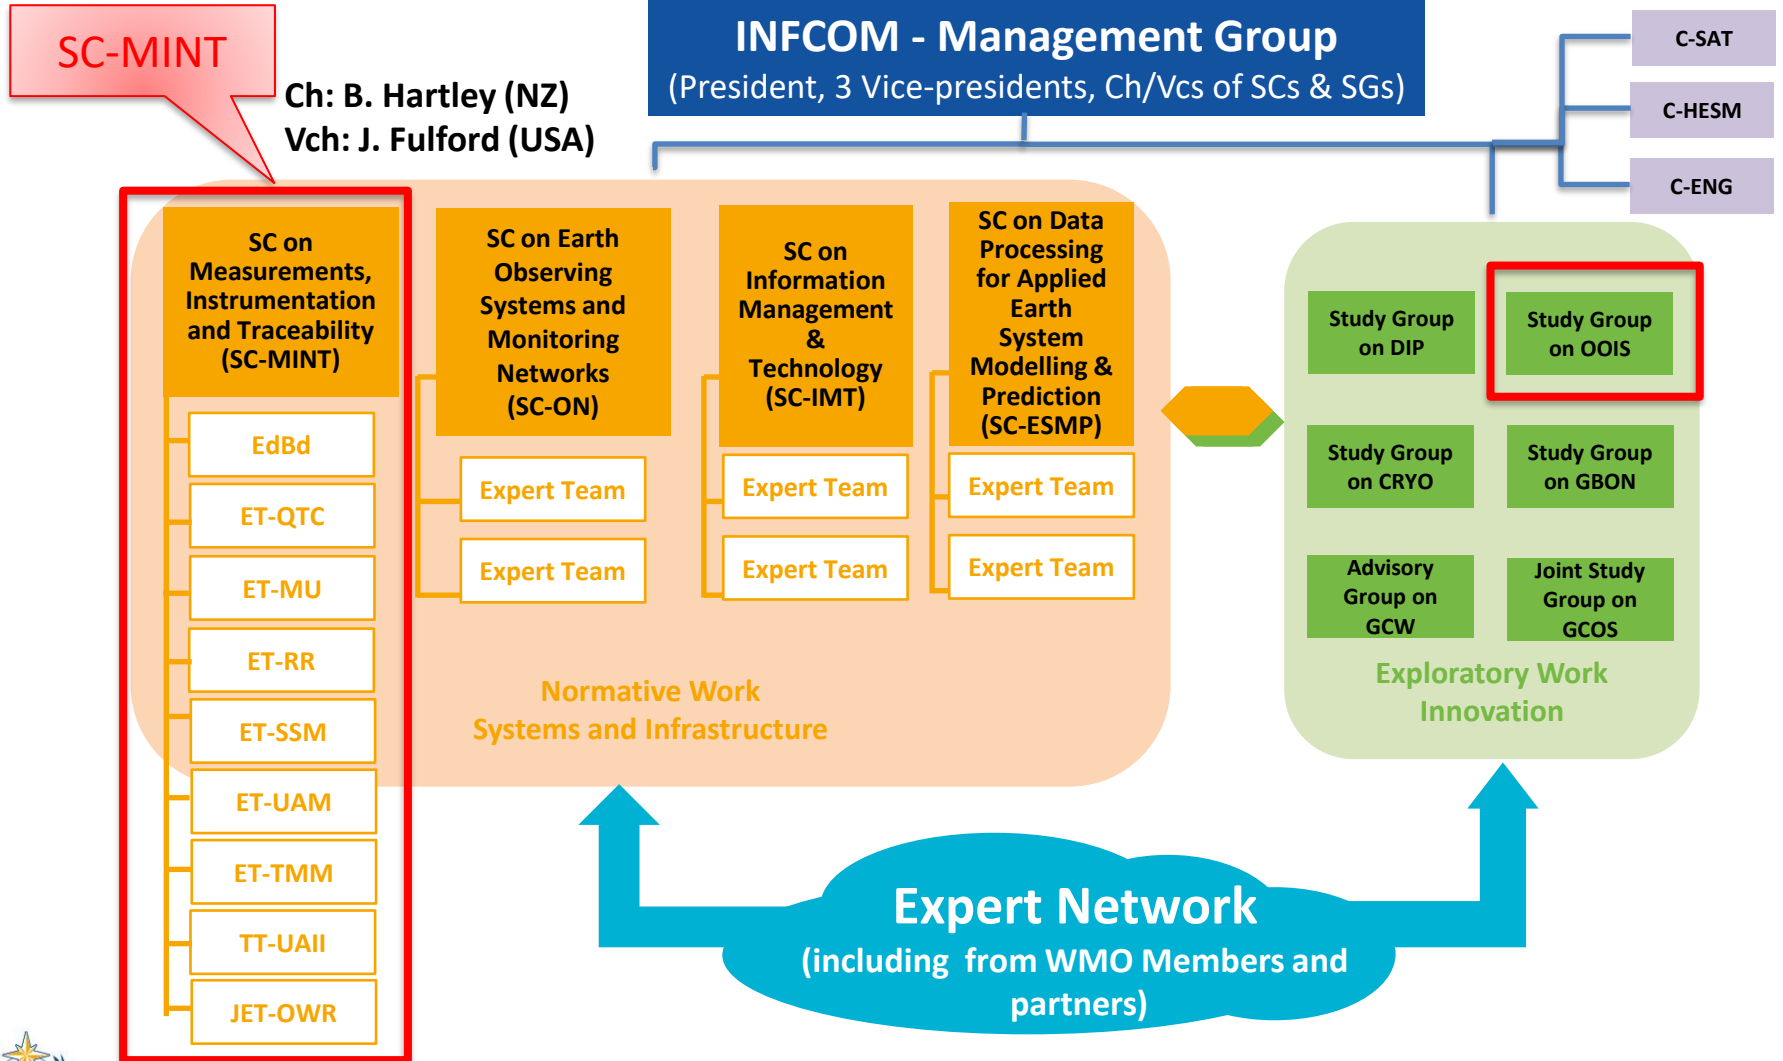 SC-MINT
Ch: B. Hartley (NZ)
Vch: J. Fulford (USA)
INFCOM - Management Group
(President, 3 Vice-presidents, Ch/Vcs of SCs & SGs)
C-SAT
C-HESM
C-ENG
SC on
Measurements,
Instrumentation
and Traceability
(SC-MINT)
EdBd
ET-QTC
ET-MU
ET-RR
ET-SSM
ET-UAM
ET-TMM
TT-UAII
JET-OWR
SC on Earth
Observing
Systems and
Monitoring
Networks
(SC-ON)
Expert Team
Expert Team
SC on
Information
Management
&
Technology
(SC-IMT)
Expert Team
Expert Team
SC on Data
Processing
for Applied
Earth
System
Modelling &
Prediction
(SC-ESMP)
Expert Team
Expert Team
Normative Work
Systems and Infrastructure
Study Group
on DIP
Study Group
on OOIS
Study Group
on CRYO
Study Group
on GBON
Advisory
Group on
GCW
Joint Study
Group on
GCOS
Exploratory Work
Innovation
Expert Network
(including from WMO Members and
partners)